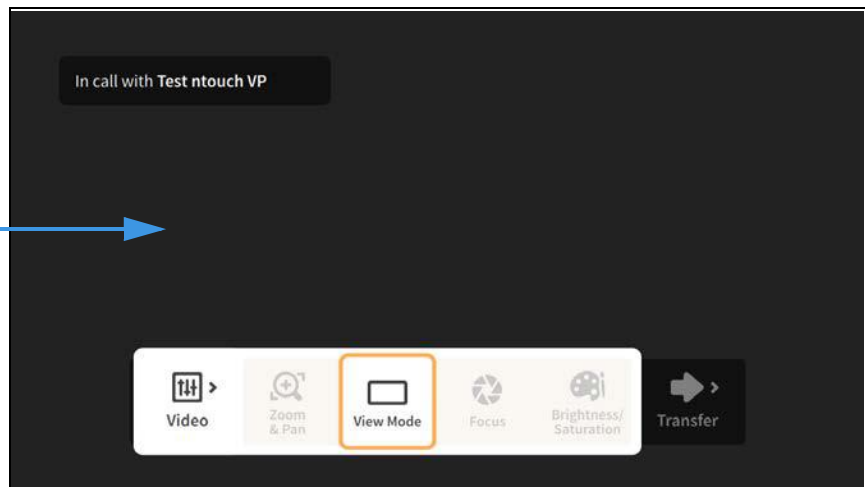 In call with Test ntouch VP
Video
Zoom
& Pan
View Mode
Focus
Brightness/
Saturation
Transfer